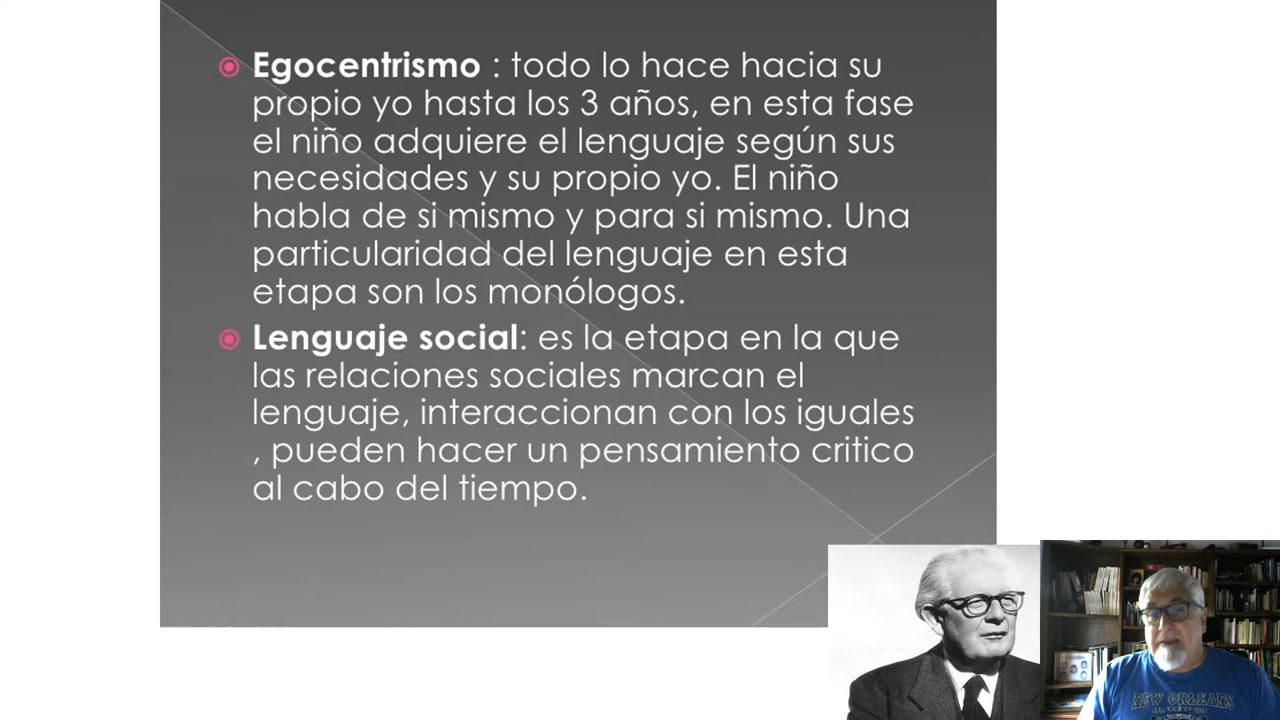 Egocentrismo : todo lo hace hacia su
propio yo hasta los 3 años, en esta fase
el niño adquiere el lenguaje según sus
necesidades y su propio yo. El niño
habla de si mismo y para si mismo. Una
particularidad del lenguaje en esta
etapa son los monólogos.
Lenguaje social: es la etapa en la que
las relaciones sociales marcan el
lenguaje, interaccionan con los iguales
, pueden hacer un pensamiento critico
al cabo del tiempo.
NEW ORLEANS